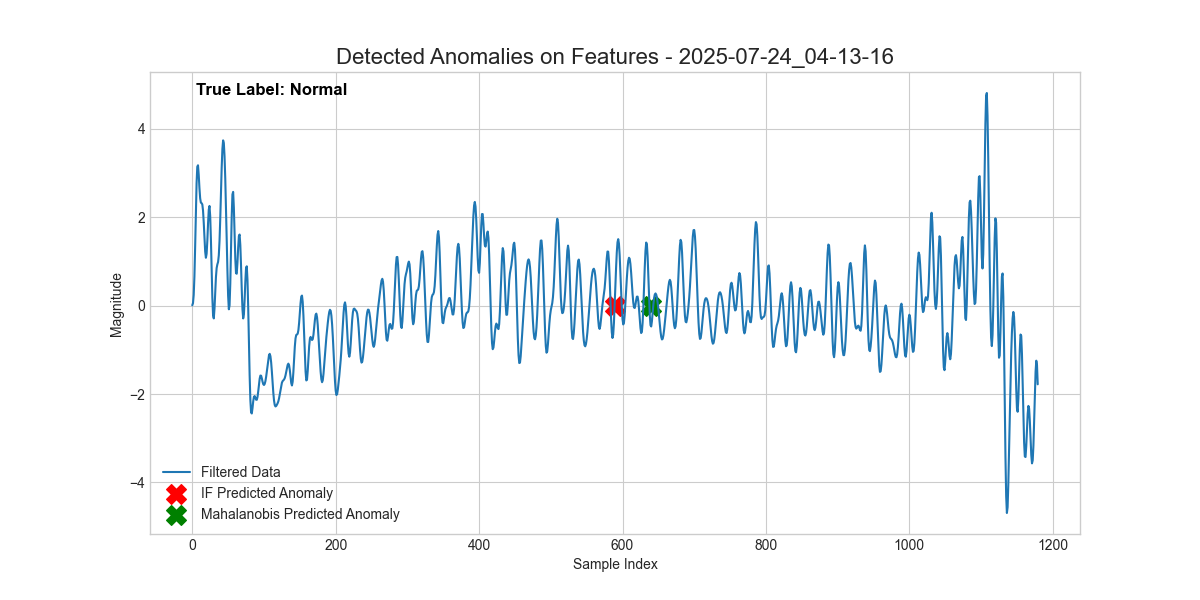 Detected Anomalies on Features - 2025-07-24_04-13-16
True Label: Normal
4
2
0
−2
−4
Magnitude
Filtered Data
IF Predicted Anomaly
Mahalanobis Predicted Anomaly
0 200 400 600 800 1000 1200
Sample Index